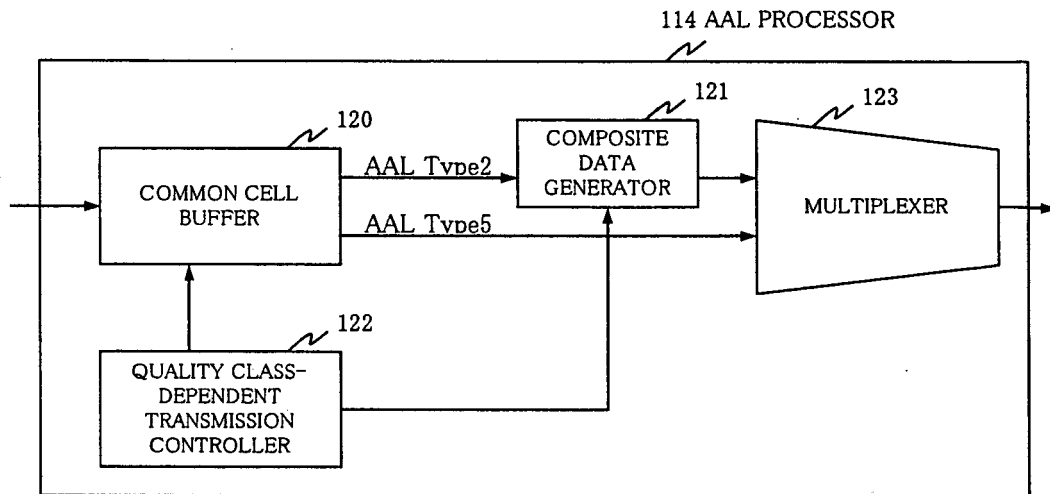 114 AAL PROCESSOR
120
COMMON CELL
BUFFER
AAL Type2
AAL Type5
121
COMPOSITE
DATA
GENERATOR
123
MULTIPLEXER
122
QUALITY CLASS-
DEPENDENT
TRANSMISSION
CONTROLLER